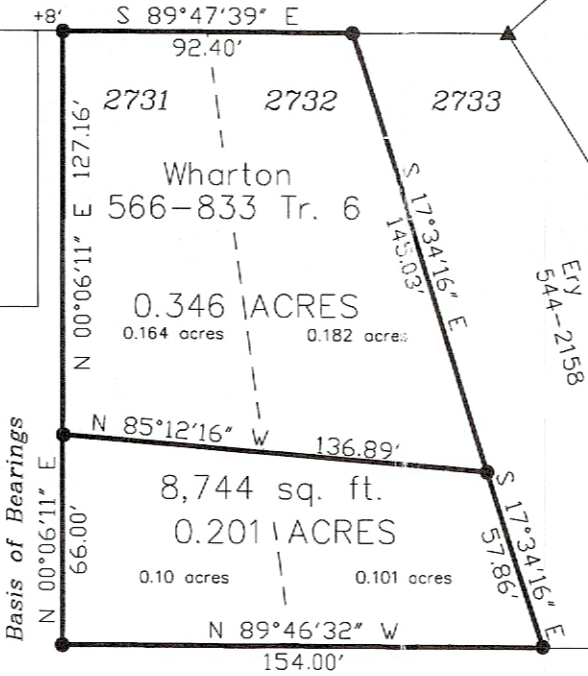 +8'
S 89°47'39" E
92.40'
2731
2732
2733
N 00°06'11" E 127.16'
Wharton
566-833 Tr. 6
S 17°34'16" E
145.03'
Ery
544-2158
0.346 ACRES
0.164 acres
0.182 acres
N 85°12'16" W
136.89'
Basis of Bearings
N 00°06'11" E
66.00'
8,744 sq. ft.
0.201 ACRES
0.10 acres
0.101 acres
S 17°34'16" E
57.86'
N 89°46'32" W
154.00'